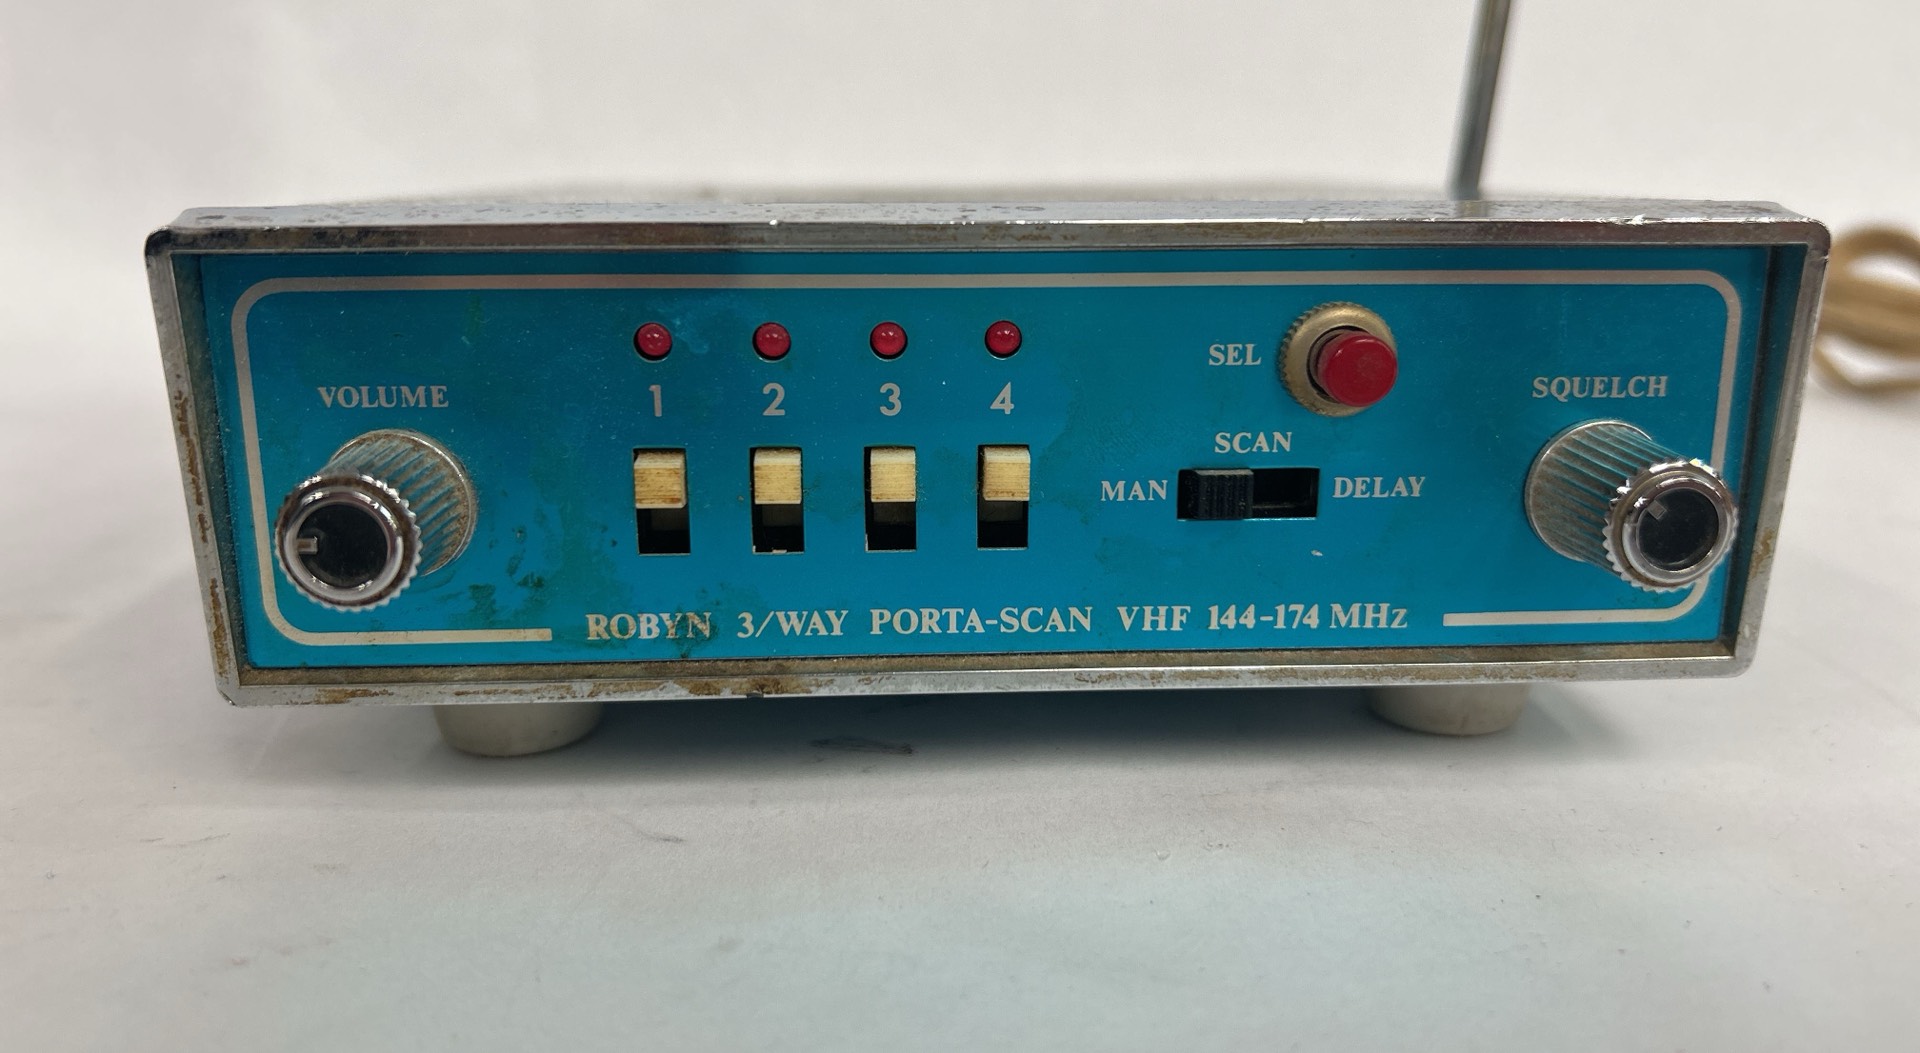 VOLUME
1 2 3 4
SEL
SCAN
MAN DELAY
SQUELCH
ROBYN 3/WAY PORTA-SCAN VHF 144-174 MHz